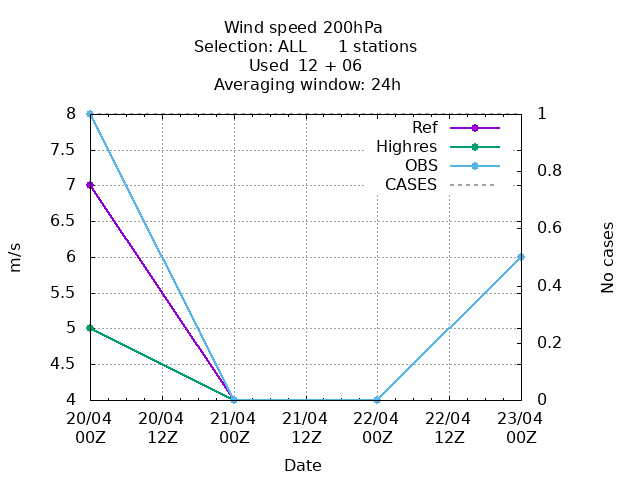 Wind speed 200hPa
Selection: ALL 1 stations
Used 12 + 06
Averaging window: 24h
8
7.5
7
6.5
6
5.5
5
4.5
4
m/s
Ref
Highres
OBS
CASES
1
0.8
0.6
0.4
0.2
0
No cases
20/04 20/04 21/04 21/04 22/04 22/04 23/04
00Z 12Z 00Z 12Z 00Z 12Z 00Z
Date